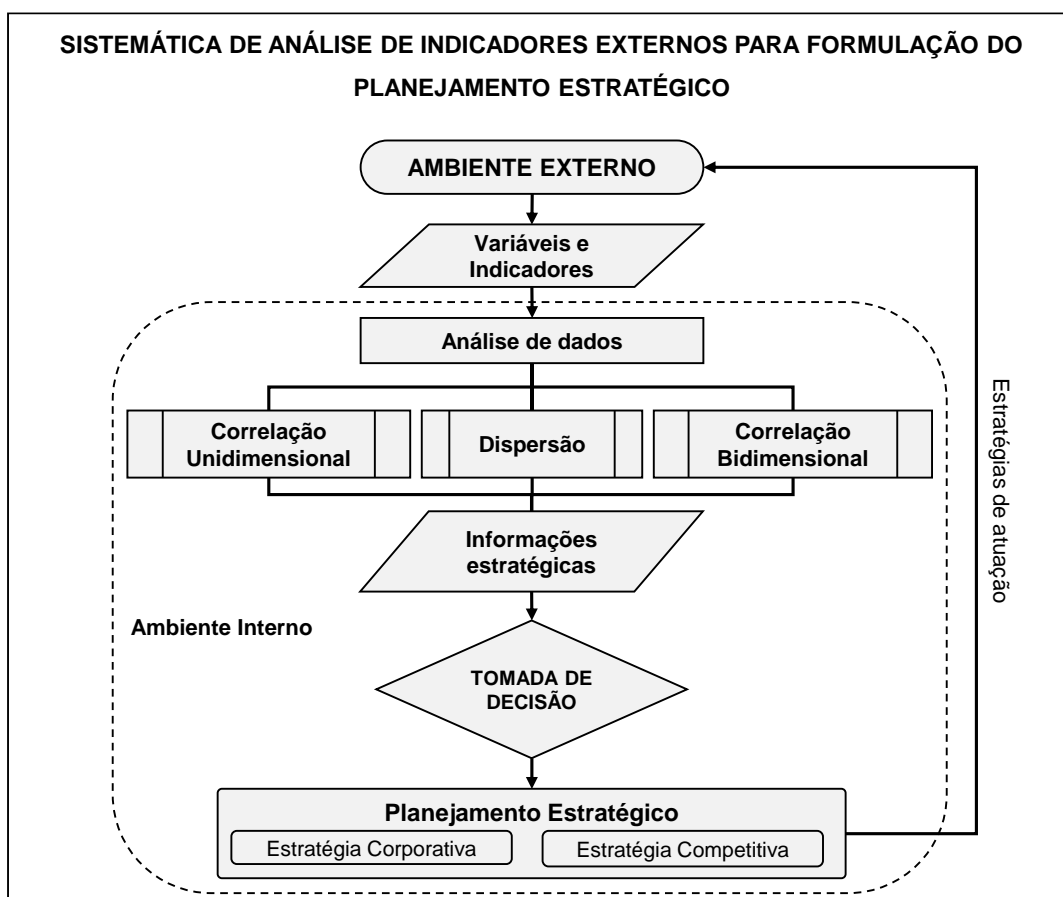 SISTEMÁTICA DE ANÁLISE DE INDICADORES EXTERNOS PARA FORMULAÇÃO DO
PLANEJAMENTO ESTRATÉGICO
AMBIENTE EXTERNO
Variáveis e
Indicadores
Análise de dados
Correlação
Unidimensional
Dispersão
Correlação
Bidimensional
Informações
estratégicas
Ambiente Interno
TOMADA DE
DECISÃO
Planejamento Estratégico
Estratégia Corporativa
Estratégia Competitiva
Estratégias de atuação